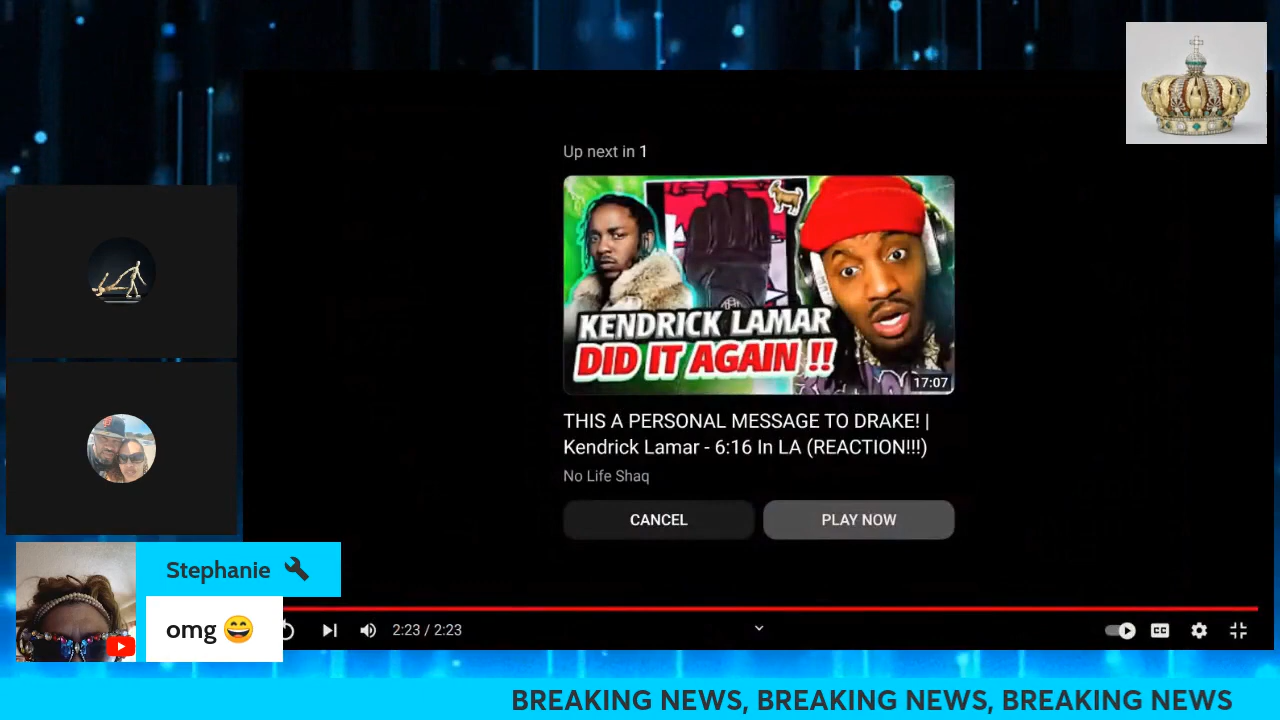 Up next in 1
KENDRICK LAMAR
DID IT AGAIN !!
17:07
THIS A PERSONAL MESSAGE TO DRAKE! |
Kendrick Lamar - 6:16 In LA (REACTION!!!)
No Life Shaq
CANCEL
PLAY NOW
Stephanie
omg 😄
2:23 / 2:23
CC
BREAKING NEWS, BREAKING NEWS, BREAKING NEWS